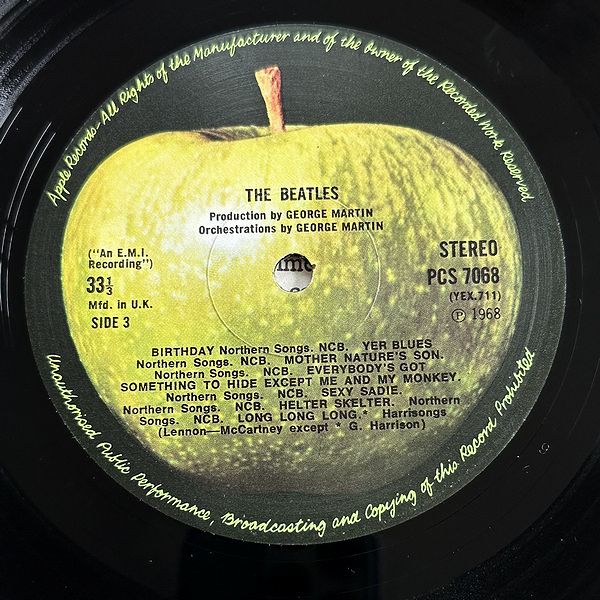 Apple Records - All Rights of the Manufacturer and of the Owner of the Recorded Work Reserved
THE BEATLES
Production by GEORGE MARTIN
Orchestrations by GEORGE MARTIN
("An E.M.I.
Recording")
33⅓
Mfd. in U.K.
SIDE 3
STEREO
PCS 7068
(YEX.711)
Ⓟ 1968
BIRTHDAY Northern Songs. NCB. YER BLUES
Northern Songs. NCB. MOTHER NATURE'S SON.
Northern Songs. NCB. EVERYBODY'S GOT
SOMETHING TO HIDE EXCEPT ME AND MY MONKEY.
Northern Songs. NCB. SEXY SADIE.
Northern Songs. NCB. HELTER SKELTER. Northern
Songs. NCB. LONG LONG LONG.* Harrisongs
(Lennon—McCartney except * G. Harrison)
Unauthorised Public Performance, Broadcasting and Copying of this Record Prohibited